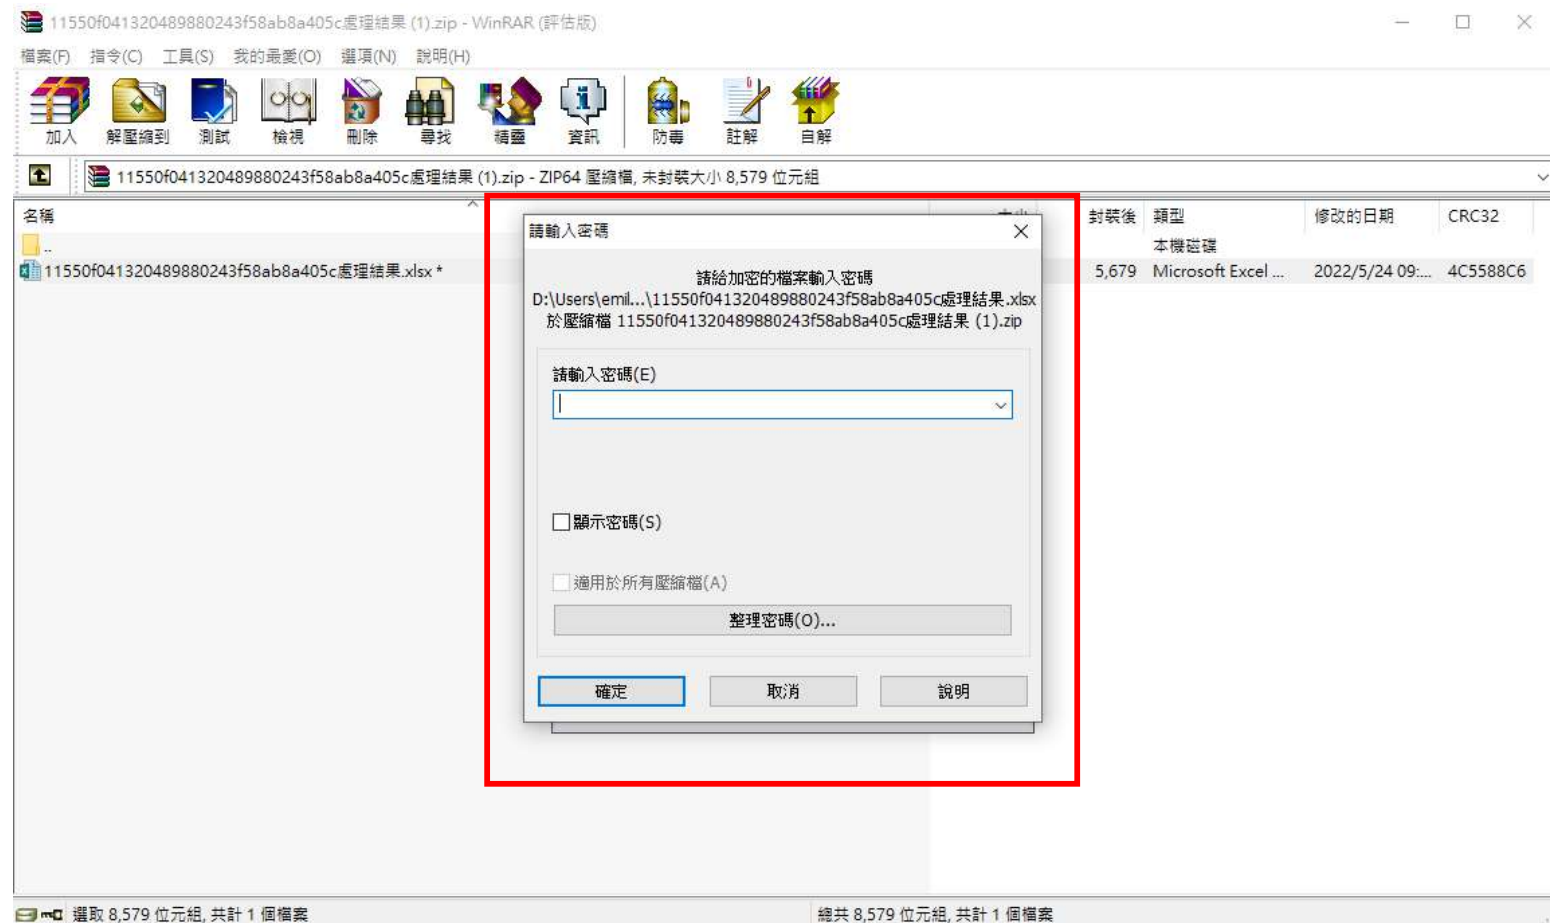 11550f041320489880243f58ab8a405c處理結果 (1).zip - WinRAR (評估版)
檔案(F) 指令(C) 工具(S) 我的最愛(O) 選項(N) 說明(H)
加入 解壓縮到 測試 檢視 刪除 尋找 精靈 資訊 防毒 註解 自解
11550f041320489880243f58ab8a405c處理結果 (1).zip - ZIP64 壓縮檔, 未封裝大小 8,579 位元組
名稱 封裝後 類型 修改的日期 CRC32
.. 本機磁碟
11550f041320489880243f58ab8a405c處理結果.xlsx * 5,679 Microsoft Excel ... 2022/5/24 09:... 4C5588C6
請輸入密碼
請給加密的檔案輸入密碼
D:\Users\emil...\11550f041320489880243f58ab8a405c處理結果.xlsx
於壓縮檔 11550f041320489880243f58ab8a405c處理結果 (1).zip
請輸入密碼(E)
顯示密碼(S)
適用於所有壓縮檔(A)
整理密碼(O)...
確定 取消 說明
選取 8,579 位元組, 共計 1 個檔案 總共 8,579 位元組, 共計 1 個檔案